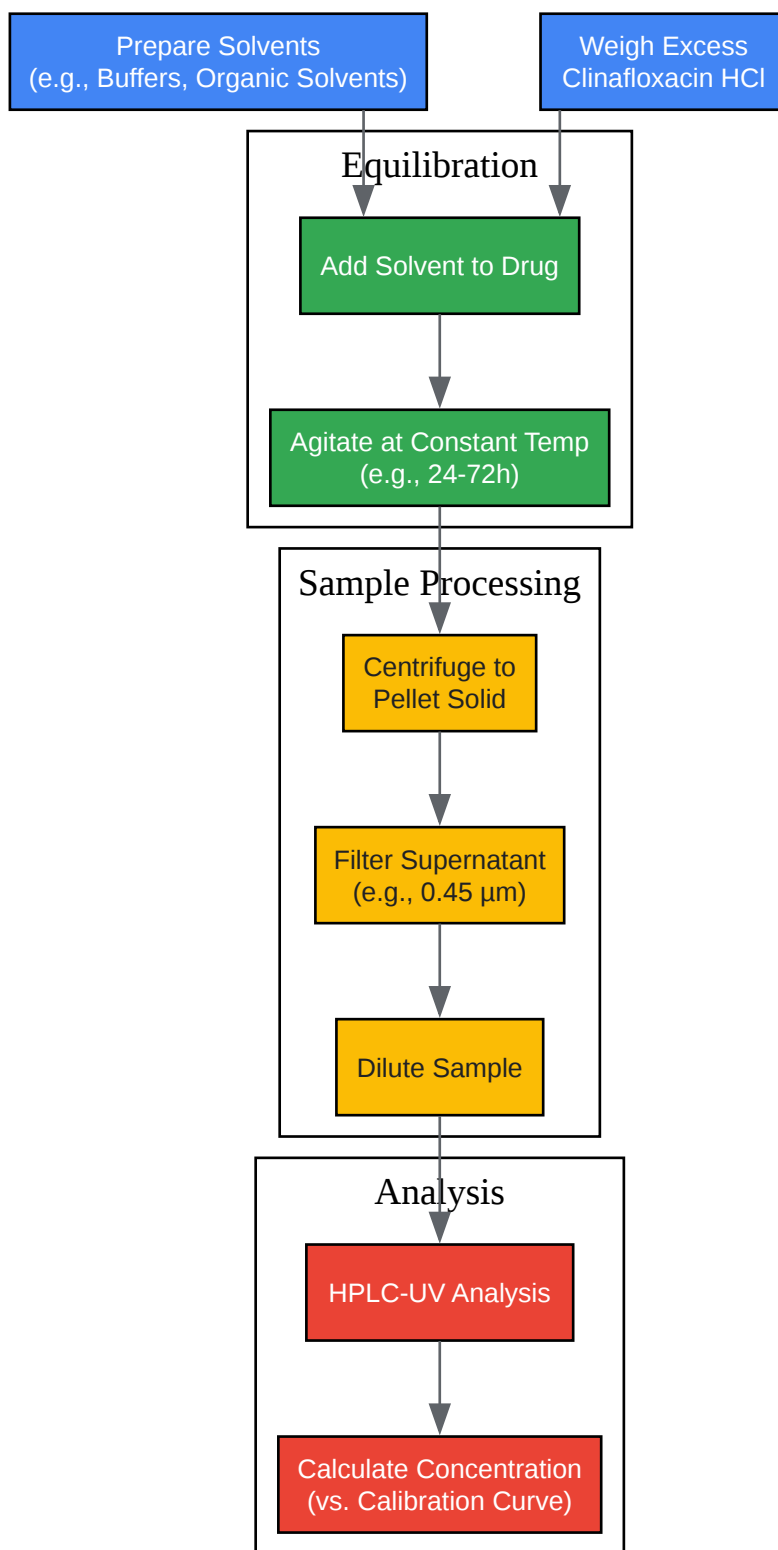 Prepare Solvents
(e.g., Buffers, Organic Solvents)
Weigh Excess
Clinafloxacin HCl
Equilibration
Add Solvent to Drug
Agitate at Constant Temp
(e.g., 24-72h)
Sample Processing
Centrifuge to
Pellet Solid
Filter Supernatant
(e.g., 0.45 µm)
Dilute Sample
Analysis
HPLC-UV Analysis
Calculate Concentration
(vs. Calibration Curve)